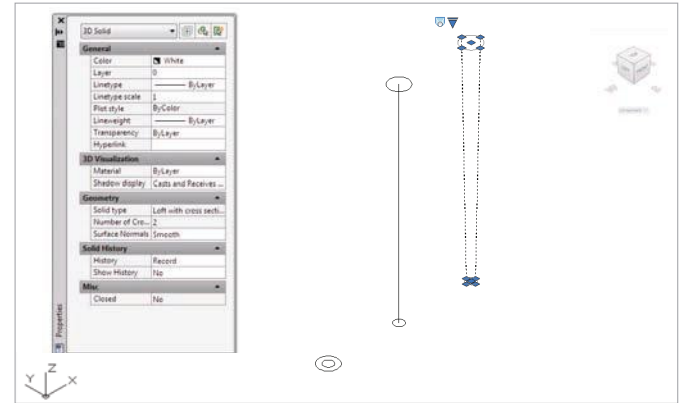 3D Solid
General
Color White
Layer 0
Linetype ByLayer
Linetype scale 1
Plot style ByColor
Lineweight ByLayer
Transparency ByLayer
Hyperlink
3D Visualization
Material ByLayer
Shadow display Casts and Receives ...
Geometry
Solid type Loft with cross secti...
Number of Cro... 2
Surface Normals Smooth
Solid History
History Record
Show History No
Misc
Closed No
Properties
Z
Y X